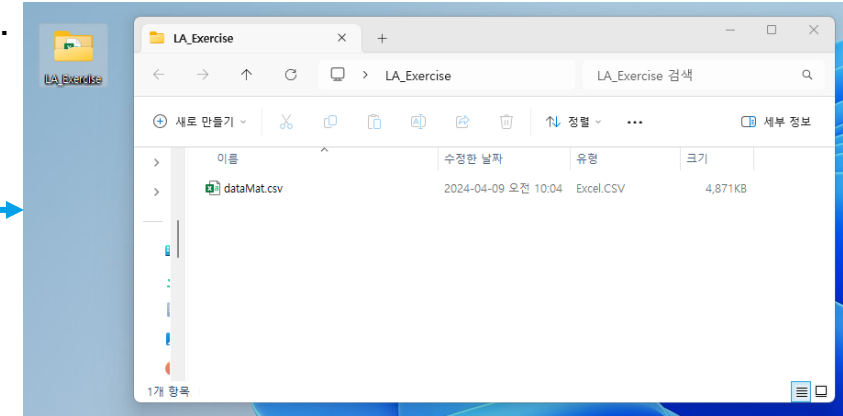 .
LA_Exercise
LA_Exercise
LA_Exercise
LA_Exercise 검색
새로 만들기
정렬
세부 정보
이름 수정한 날짜 유형 크기
dataMat.csv 2024-04-09 오전 10:04 Excel.CSV 4,871KB
1개 항목